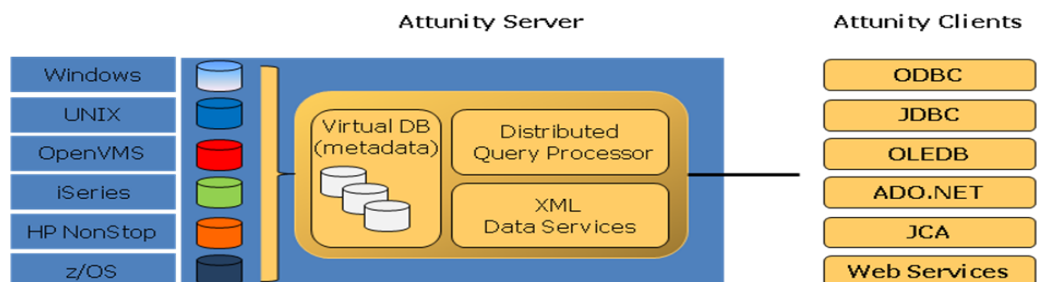 Attunity Server
Attunity Clients
Windows
UNIX
OpenVMS
iSeries
HP NonStop
z/OS
Virtual DB
(metadata)
Distributed
Query Processor
XML
Data Services
ODBC
JDBC
OLEDB
ADO.NET
JCA
Web Services